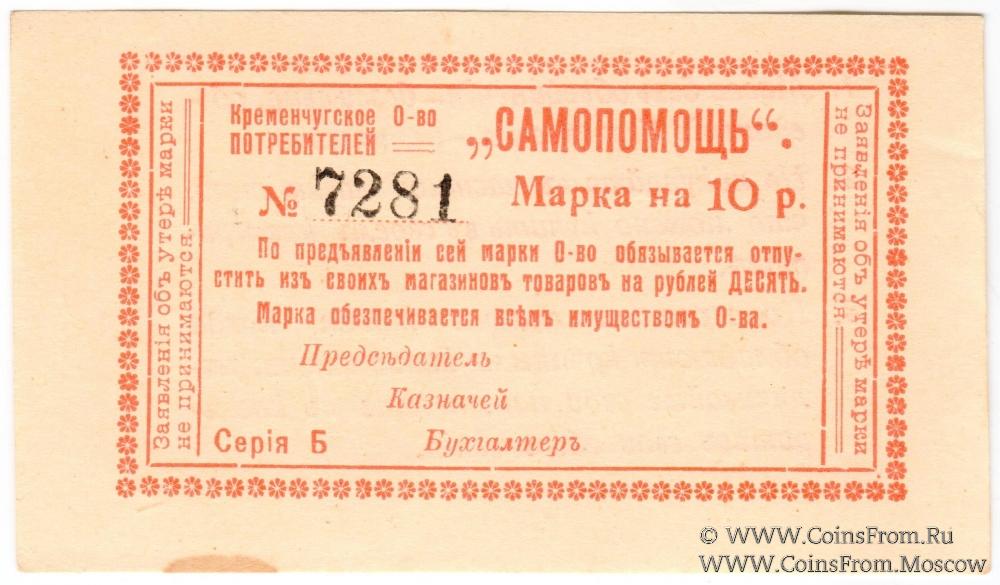 Кременчугское О-во
ПОТРЕБИТЕЛЕЙ
„САМОПОМОЩЬ“.
№ 7281
Марка на 10 р.
По предъявленіи сей марки О-во обязывается отпу-
стить изъ своихъ магазиновъ товаровъ на рублей ДЕСЯТЬ.
Марка обезпечивается всѣмъ имуществомъ О-ва.
Предсѣдатель
Казначей
Серія Б
Бухгалтеръ
Заявленія объ утерѣ марки
не принимаются.
Заявленія объ утерѣ марки
не принимаются.
© WWW.CoinsFrom.Ru
WWW.CoinsFrom.Moscow